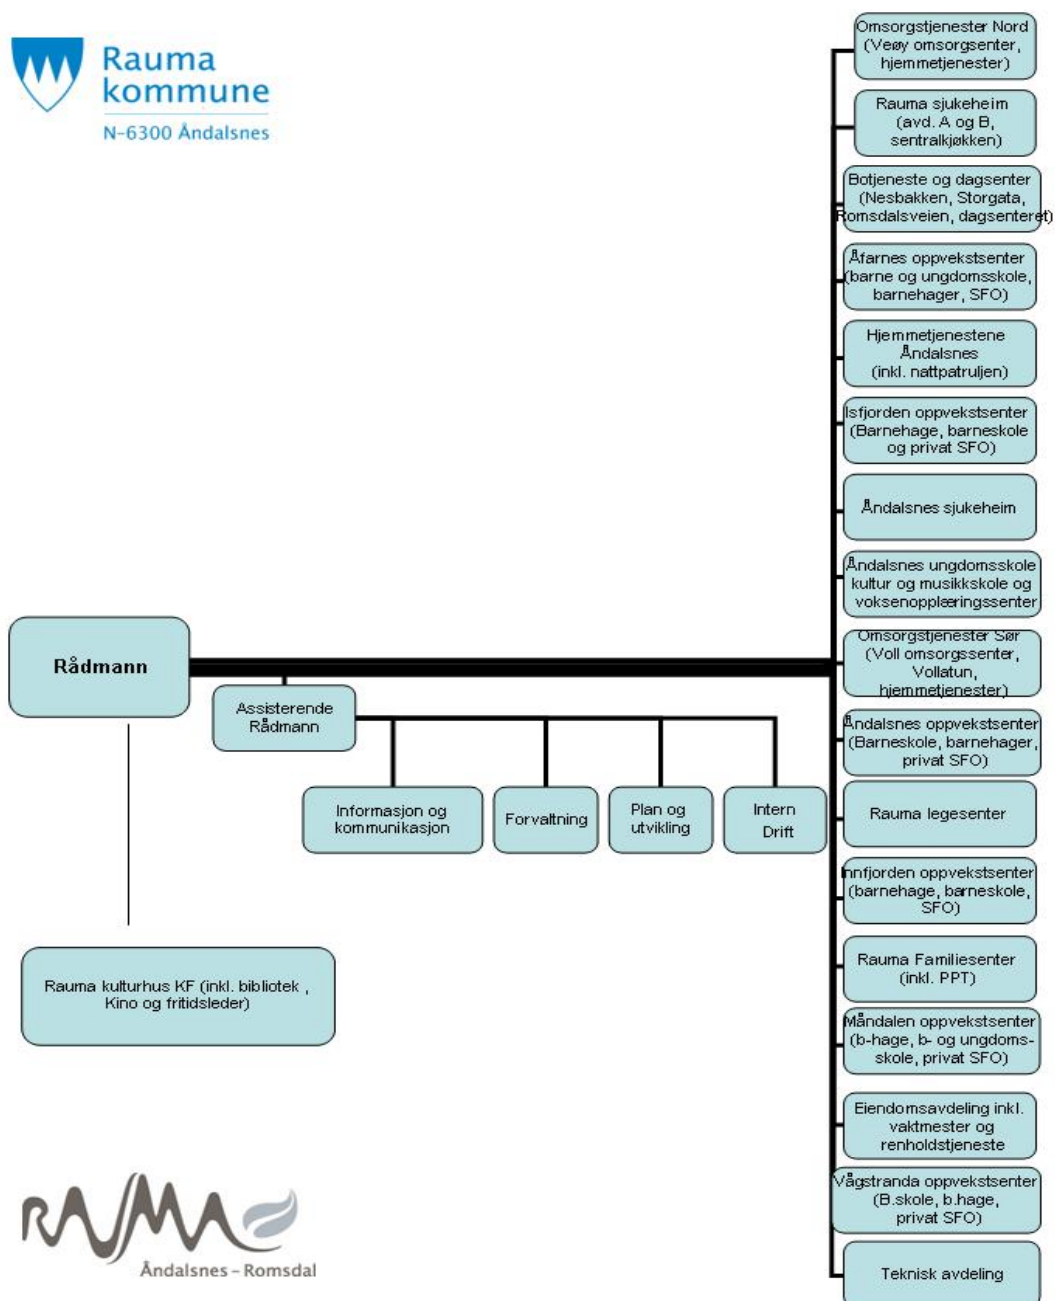 Rauma
kommune
N-6300 Åndalsnes
Omsorgstjenester Nord
(Veøy omsorgsenter,
hjemmetjenester)
Rauma sjukeheim
(avd. A og B,
sentralkjøkken)
Botjeneste og dagsenter
(Nesbakken, Storgata,
Romsdalsveien, dagsenteret)
Åfarnes oppvekstsenter
(barne og ungdomsskole,
barnehager, SFO)
Hjemmetjenestene
Åndalsnes
(inkl. nattpatruljen)
Isfjorden oppvekstsenter
(Barnehage, barneskole
og privat SFO)
Åndalsnes sjukeheim
Åndalsnes ungdomsskole
kultur og musikkskole og
voksenopplæringssenter
Omsorgstjenester Sør
(Voll omsorgssenter,
Vollatun,
hjemmetjenester)
Åndalsnes oppvekstsenter
(Barneskole, barnehager,
privat SFO)
Rauma legesenter
Innfjorden oppvekstsenter
(barnehage, barneskole,
SFO)
Rauma Familiesenter
(inkl. PPT)
Måndalen oppvekstsenter
(b-hage, b- og ungdoms-
skole, privat SFO)
Eiendomsavdeling inkl.
vaktmester og
renholdstjeneste
Vågstranda oppvekstsenter
(B.skole, b.hage,
privat SFO)
Teknisk avdeling
Rådmann
Assisterende
Rådmann
Informasjon og
kommunikasjon
Forvaltning
Plan og
utvikling
Intern
Drift
Rauma kulturhus KF (inkl. bibliotek ,
Kino og fritidsleder)
RAUMA
Åndalsnes – Romsdal